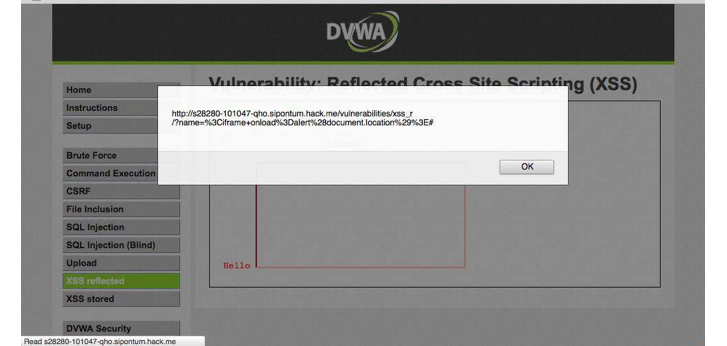 DVWA
Vulnerability: Reflected Cross Site Scripting (XSS)
Home
Instructions
Setup
Brute Force
Command Execution
CSRF
File Inclusion
SQL Injection
SQL Injection (Blind)
Upload
XSS reflected
XSS stored
DVWA Security
http://s28280-101047-qho.sipontum.hack.me/vulnerabilities/xss_r
/?name=%3Ciframe+onload%3Dalert%28document.location%29%3E#
OK
Hello
Read s28280-101047-qho.sipontum.hack.me